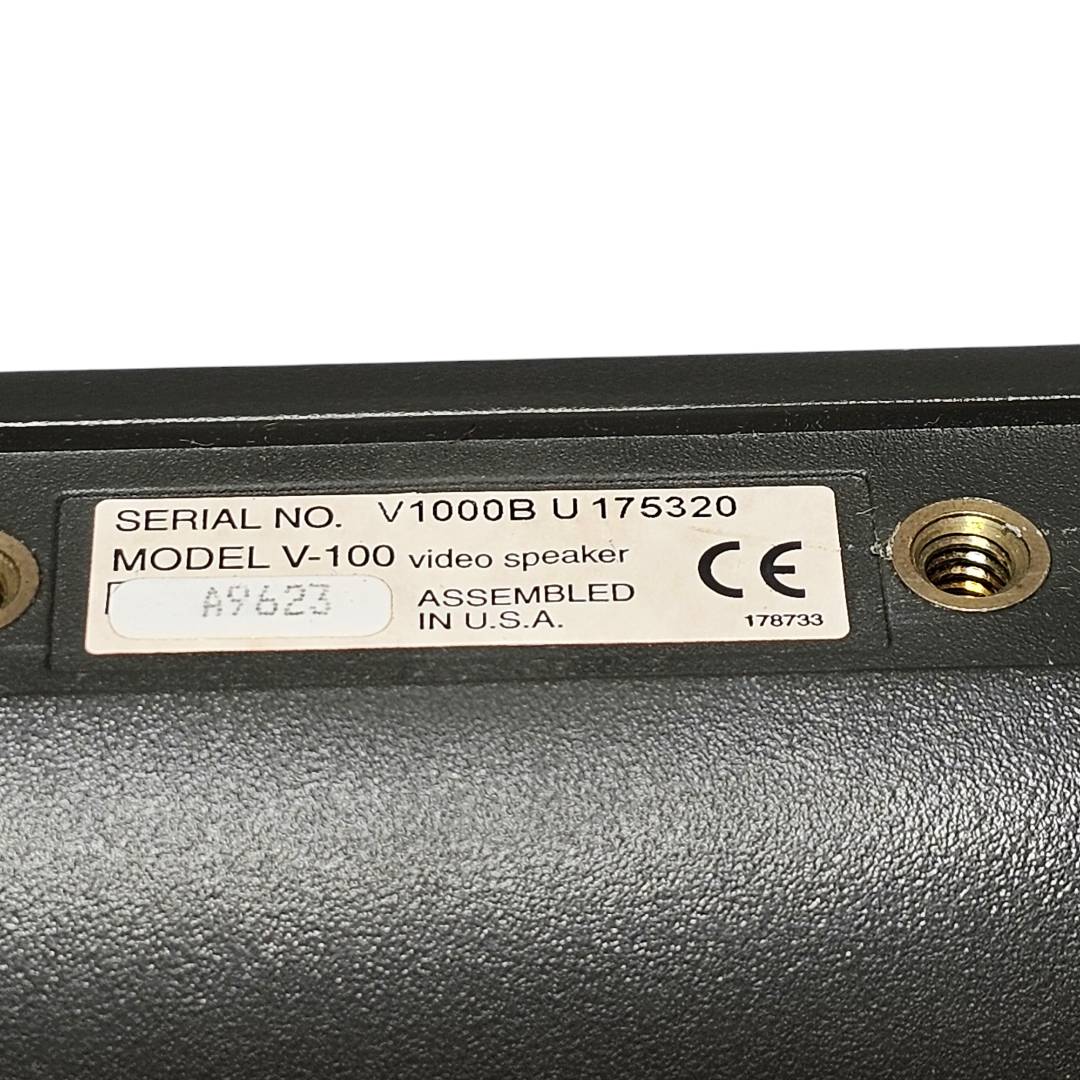 SERIAL NO. V1000B U 175320
MODEL V-100 video speaker
A9623 ASSEMBLED
IN U.S.A.
CE
178733